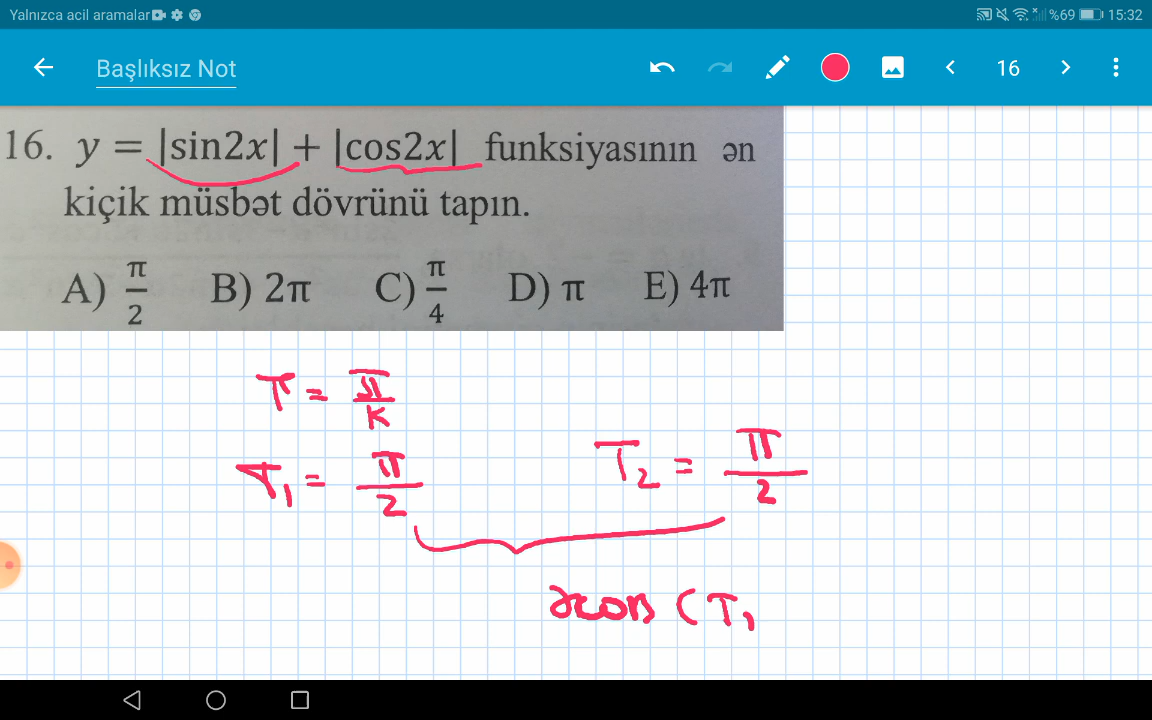 Yalnızca acil aramalar %69 15:32
Başlıksız Not 16
16. y = |sin2x| + |cos2x| funksiyasının ən
kiçik müsbət dövrünü tapın.
A) π/2 B) 2π C) π/4 D) π E) 4π
T = π/K
T₁ = π/2 T₂ = π/2
(T₁